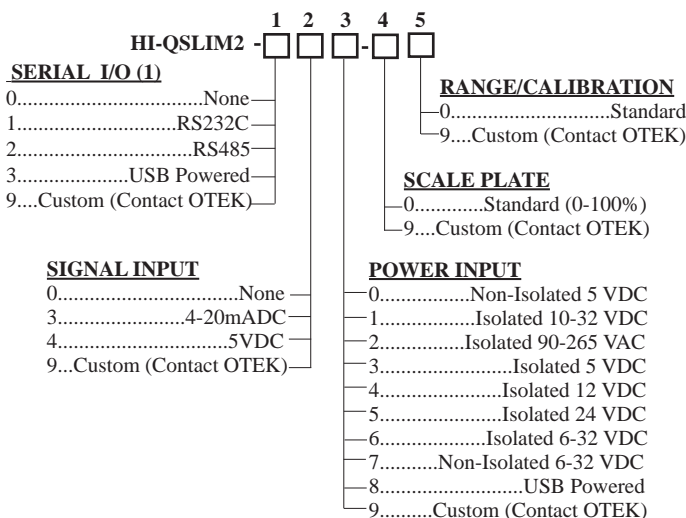 1 2 3 4 5
HI-QSLIM2 - -
SERIAL I/O (1)
0................................None
1..........................RS232C
2.............................RS485
3...................USB Powered
9....Custom (Contact OTEK)
RANGE/CALIBRATION
0............................Standard
9....Custom (Contact OTEK)
SCALE PLATE
0.............Standard (0-100%)
9....Custom (Contact OTEK)
SIGNAL INPUT
0................................None
3......................4-20mADC
4..............................5VDC
9...Custom (Contact OTEK)
POWER INPUT
0...............Non-Isolated 5 VDC
1................Isolated 10-32 VDC
2..............Isolated 90-265 VAC
3.......................Isolated 5 VDC
4.....................Isolated 12 VDC
5.....................Isolated 24 VDC
6..................Isolated 6-32 VDC
7..........Non-Isolated 6-32 VDC
8.........................USB Powered
9..........Custom (Contact OTEK)